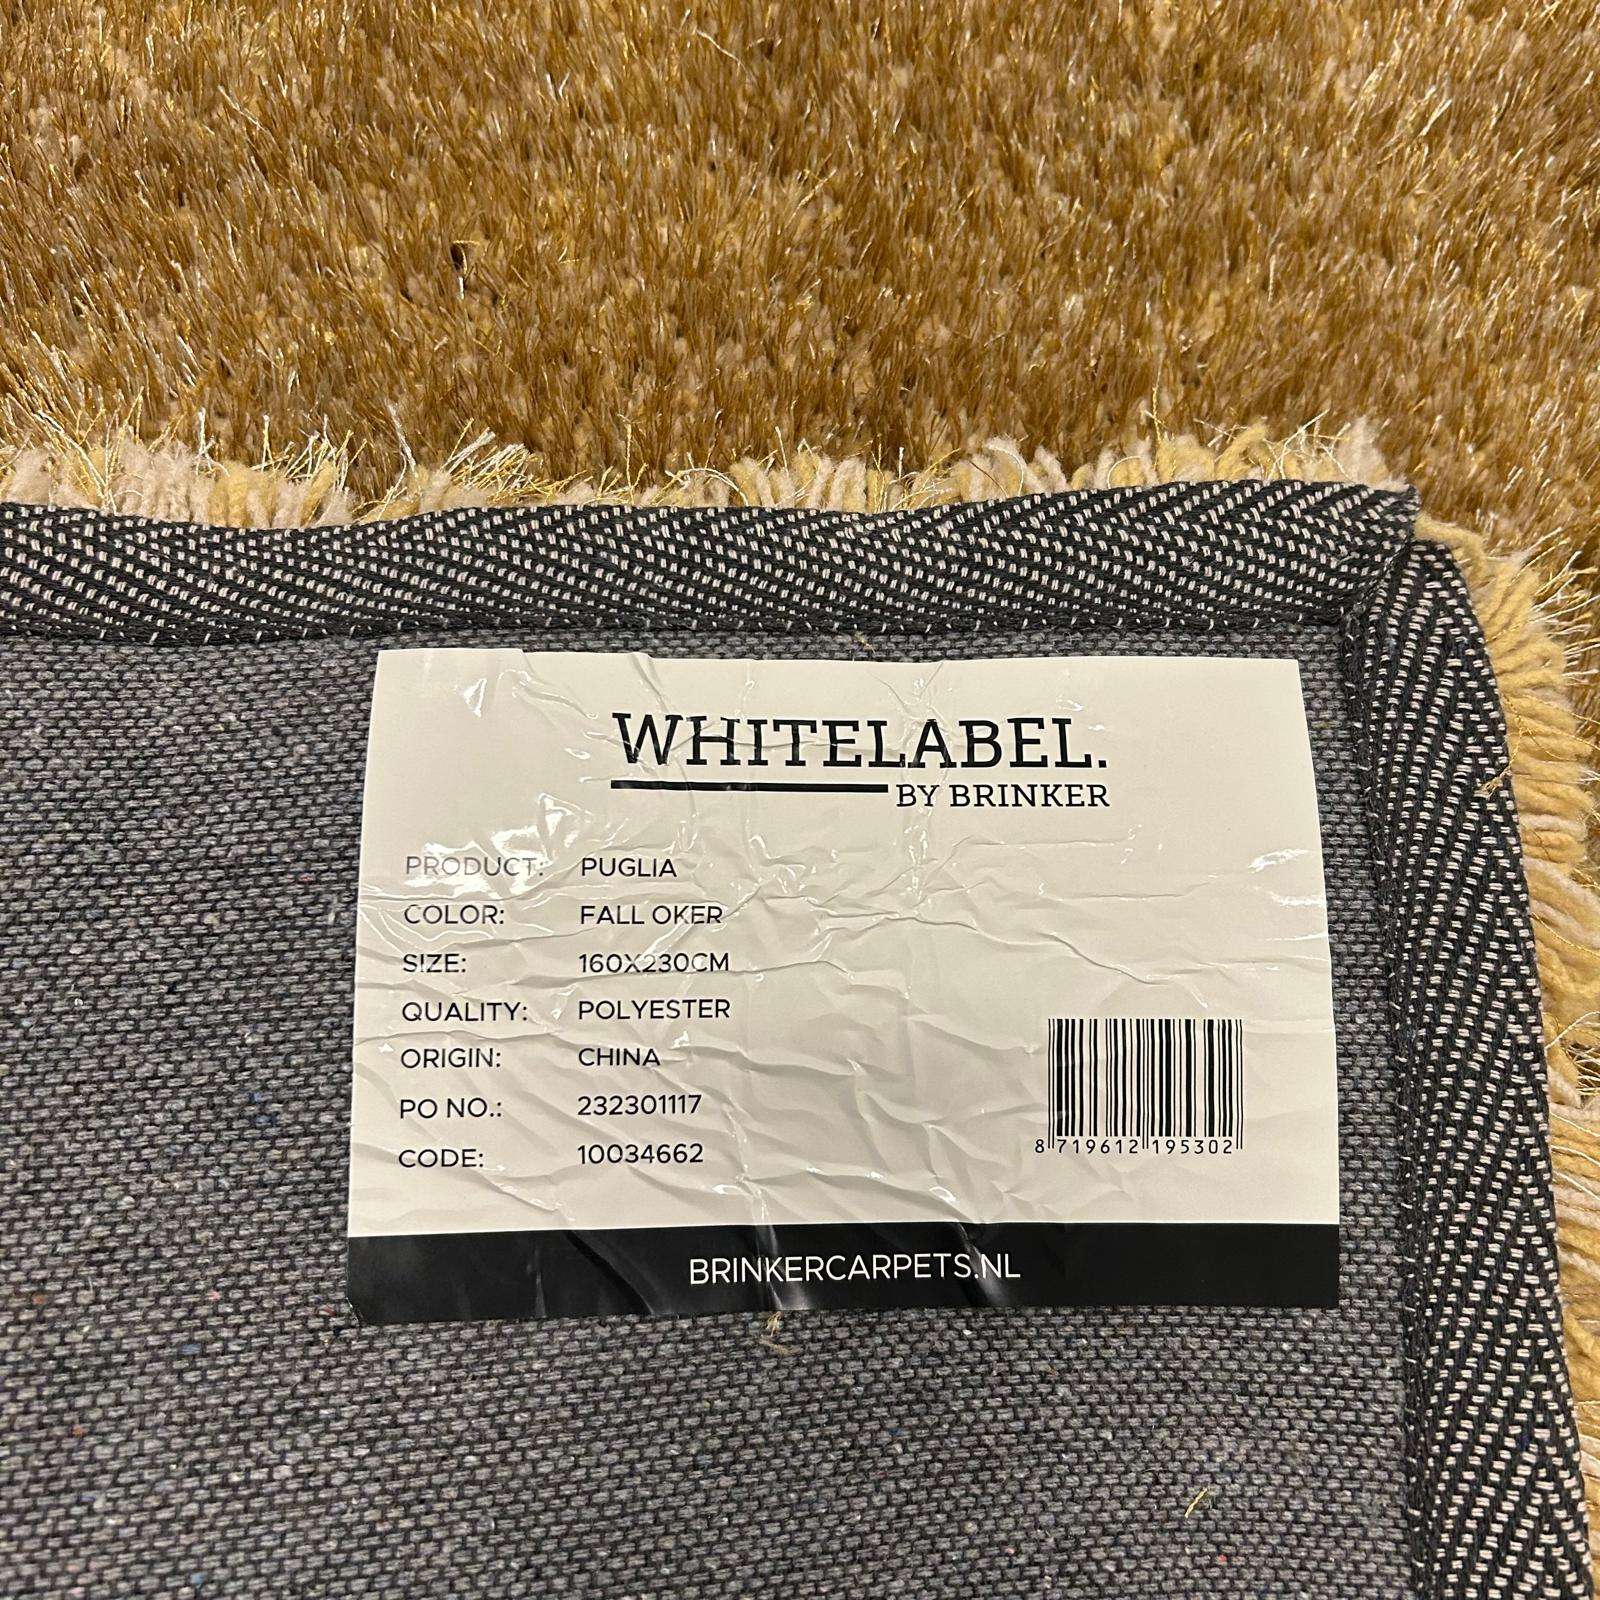 WHITELABEL.
BY BRINKER
PRODUCT: PUGLIA
COLOR: FALL OKER
SIZE: 160X230CM
QUALITY: POLYESTER
ORIGIN: CHINA
PO NO.: 232301117
CODE: 10034662
8 719612 195302
BRINKERCARPETS.NL